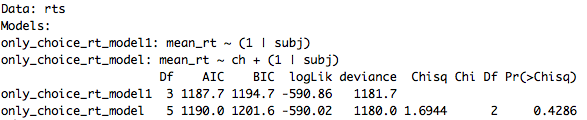 Data: rts
Models:
only_choice_rt_model1: mean_rt ~ (1 | subj)
only_choice_rt_model: mean_rt ~ ch + (1 | subj)
Df AIC BIC logLik deviance Chisq Chi Df Pr(>Chisq)
only_choice_rt_model1 3 1187.7 1194.7 -590.86 1181.7
only_choice_rt_model 5 1190.0 1201.6 -590.02 1180.0 1.6944 2 0.4286